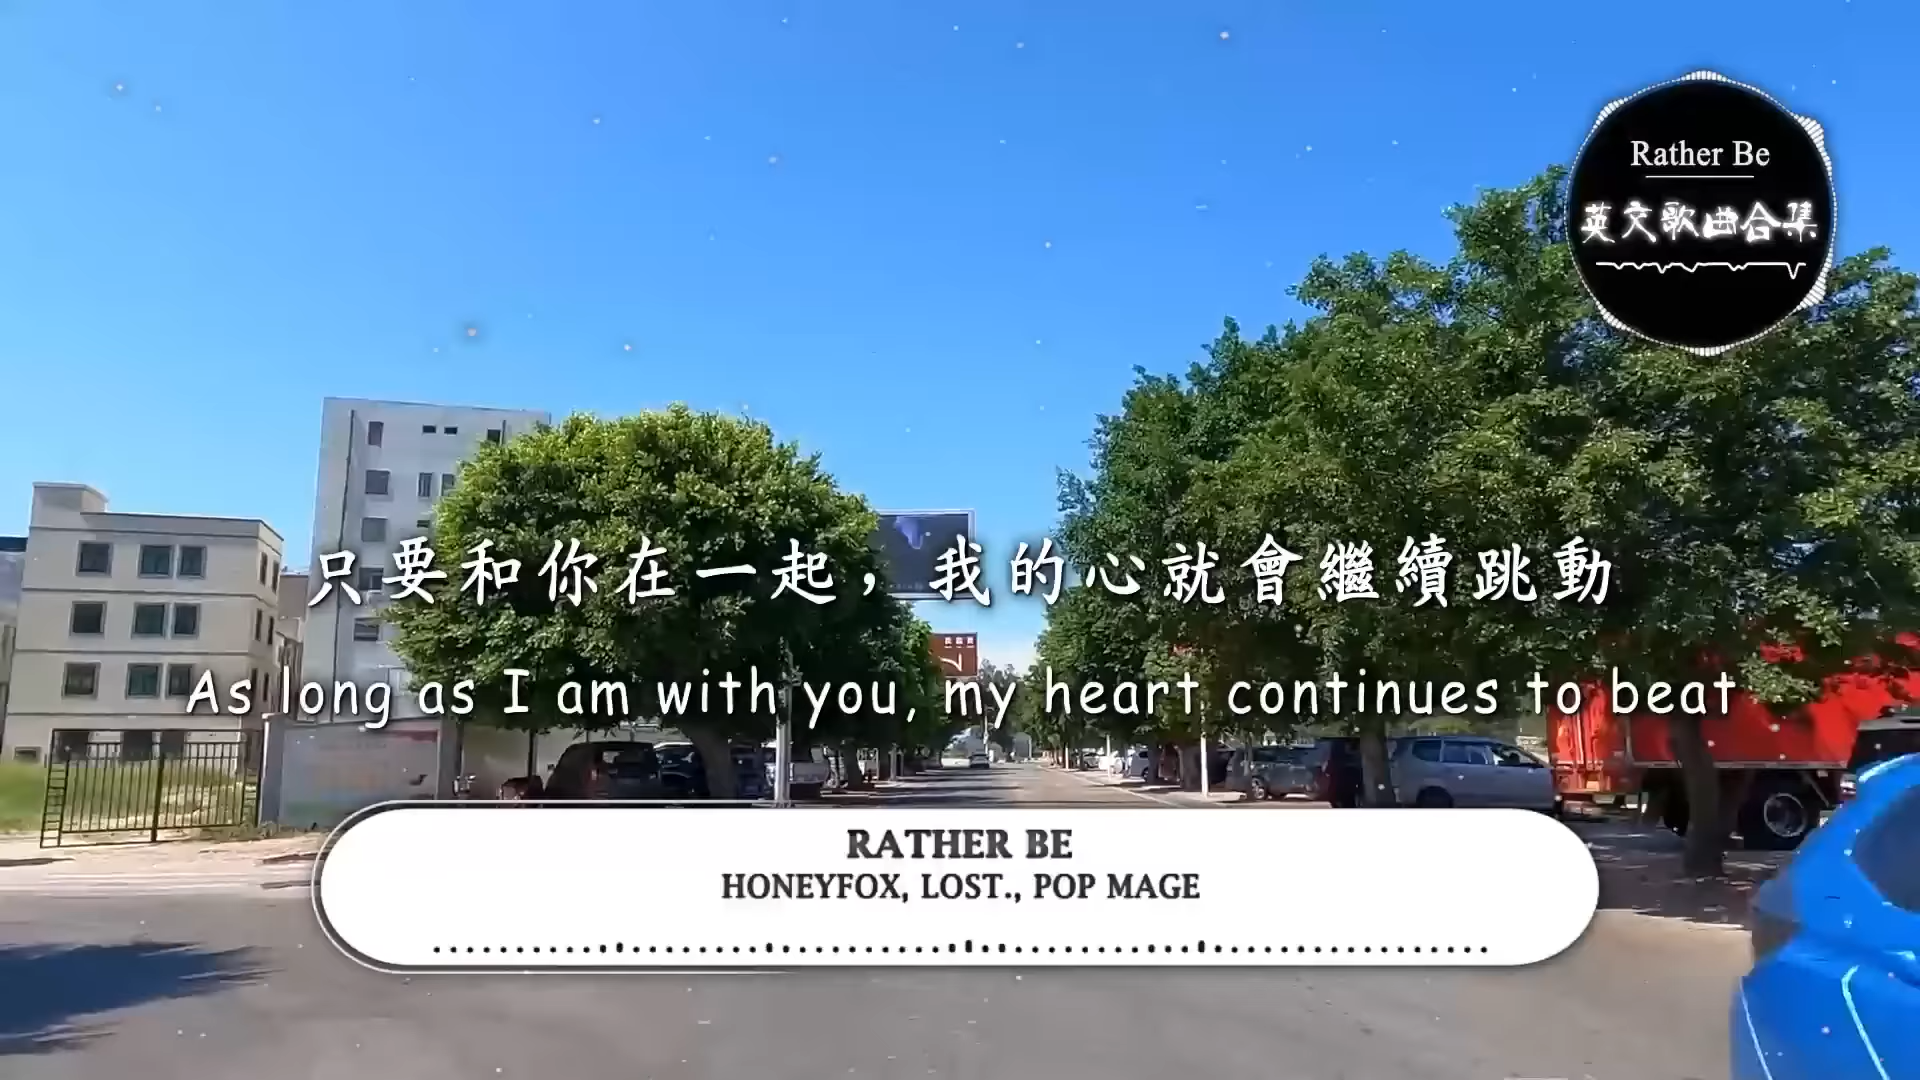 Rather Be
英文歌曲合集
只要和你在一起，我的心就會繼續跳動
As long as I am with you, my heart continues to beat
RATHER BE
HONEYFOX, LOST., POP MAGE